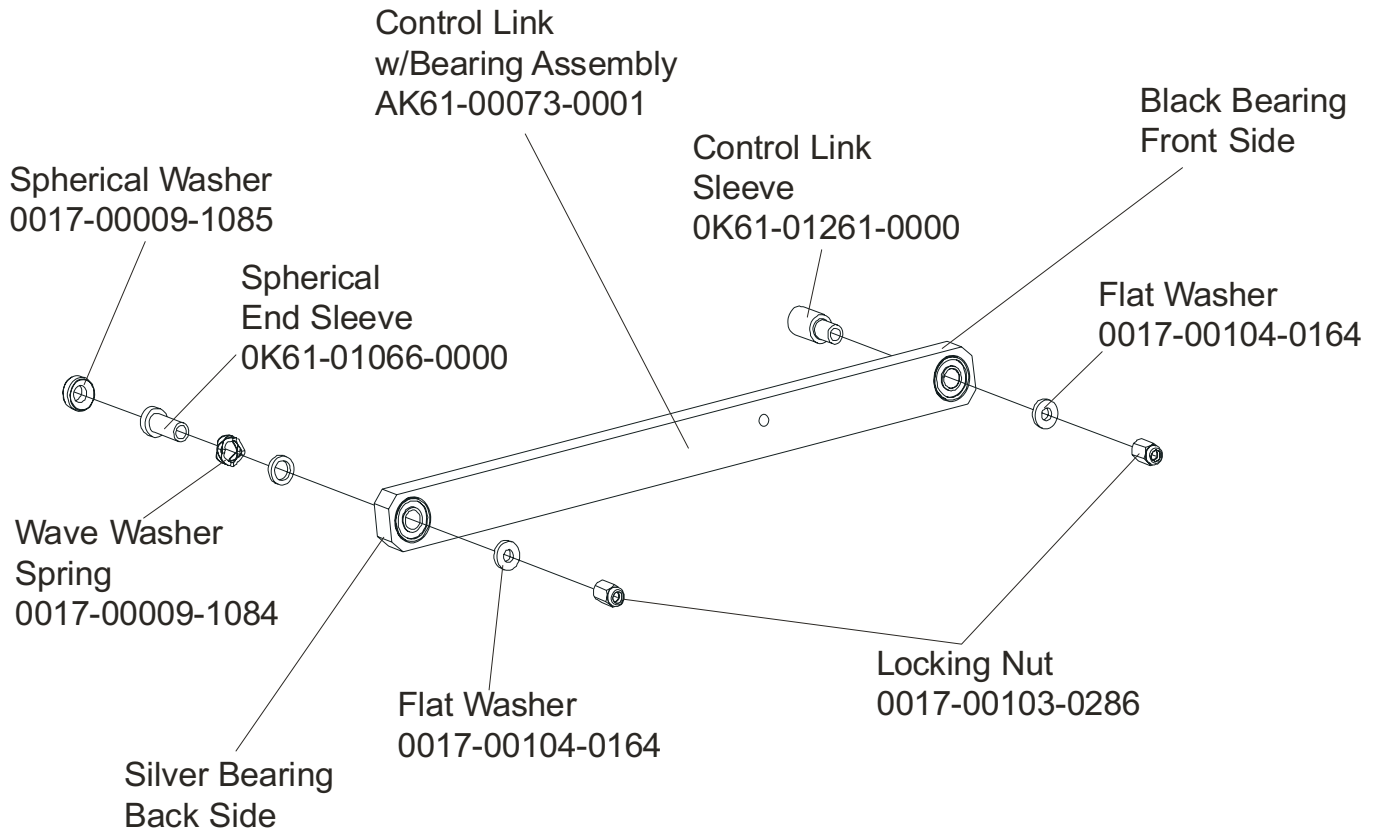 Control Link
w/Bearing Assembly
AK61-00073-0001
Black Bearing
Front Side
Control Link
Sleeve
0K61-01261-0000
Spherical Washer
0017-00009-1085
Spherical
End Sleeve
0K61-01066-0000
Flat Washer
0017-00104-0164
Wave Washer
Spring
0017-00009-1084
Locking Nut
0017-00103-0286
Flat Washer
0017-00104-0164
Silver Bearing
Back Side